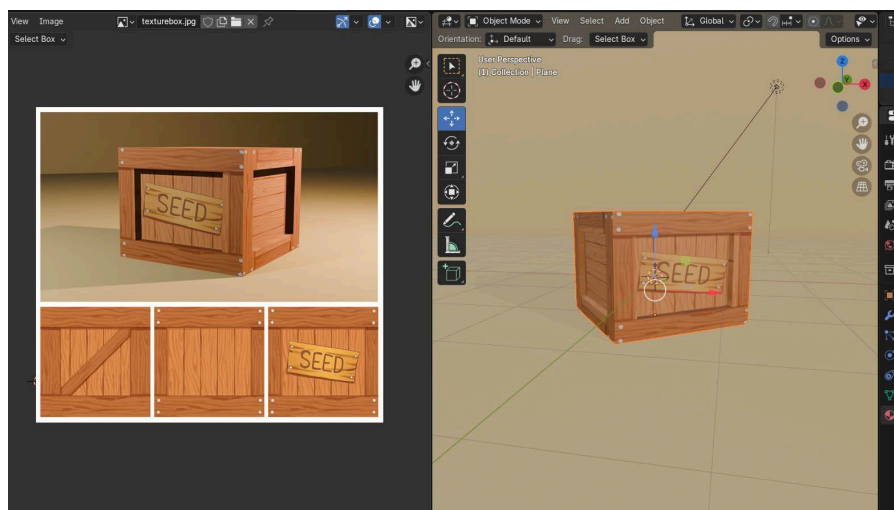 View Image texturebox.jpg
Object Mode View Select Add Object Global
Select Box
Orientation: Default Drag: Select Box Options
User Perspective
(1) Collection | Plane
Z
Y
X
SEED
SEED
SEED